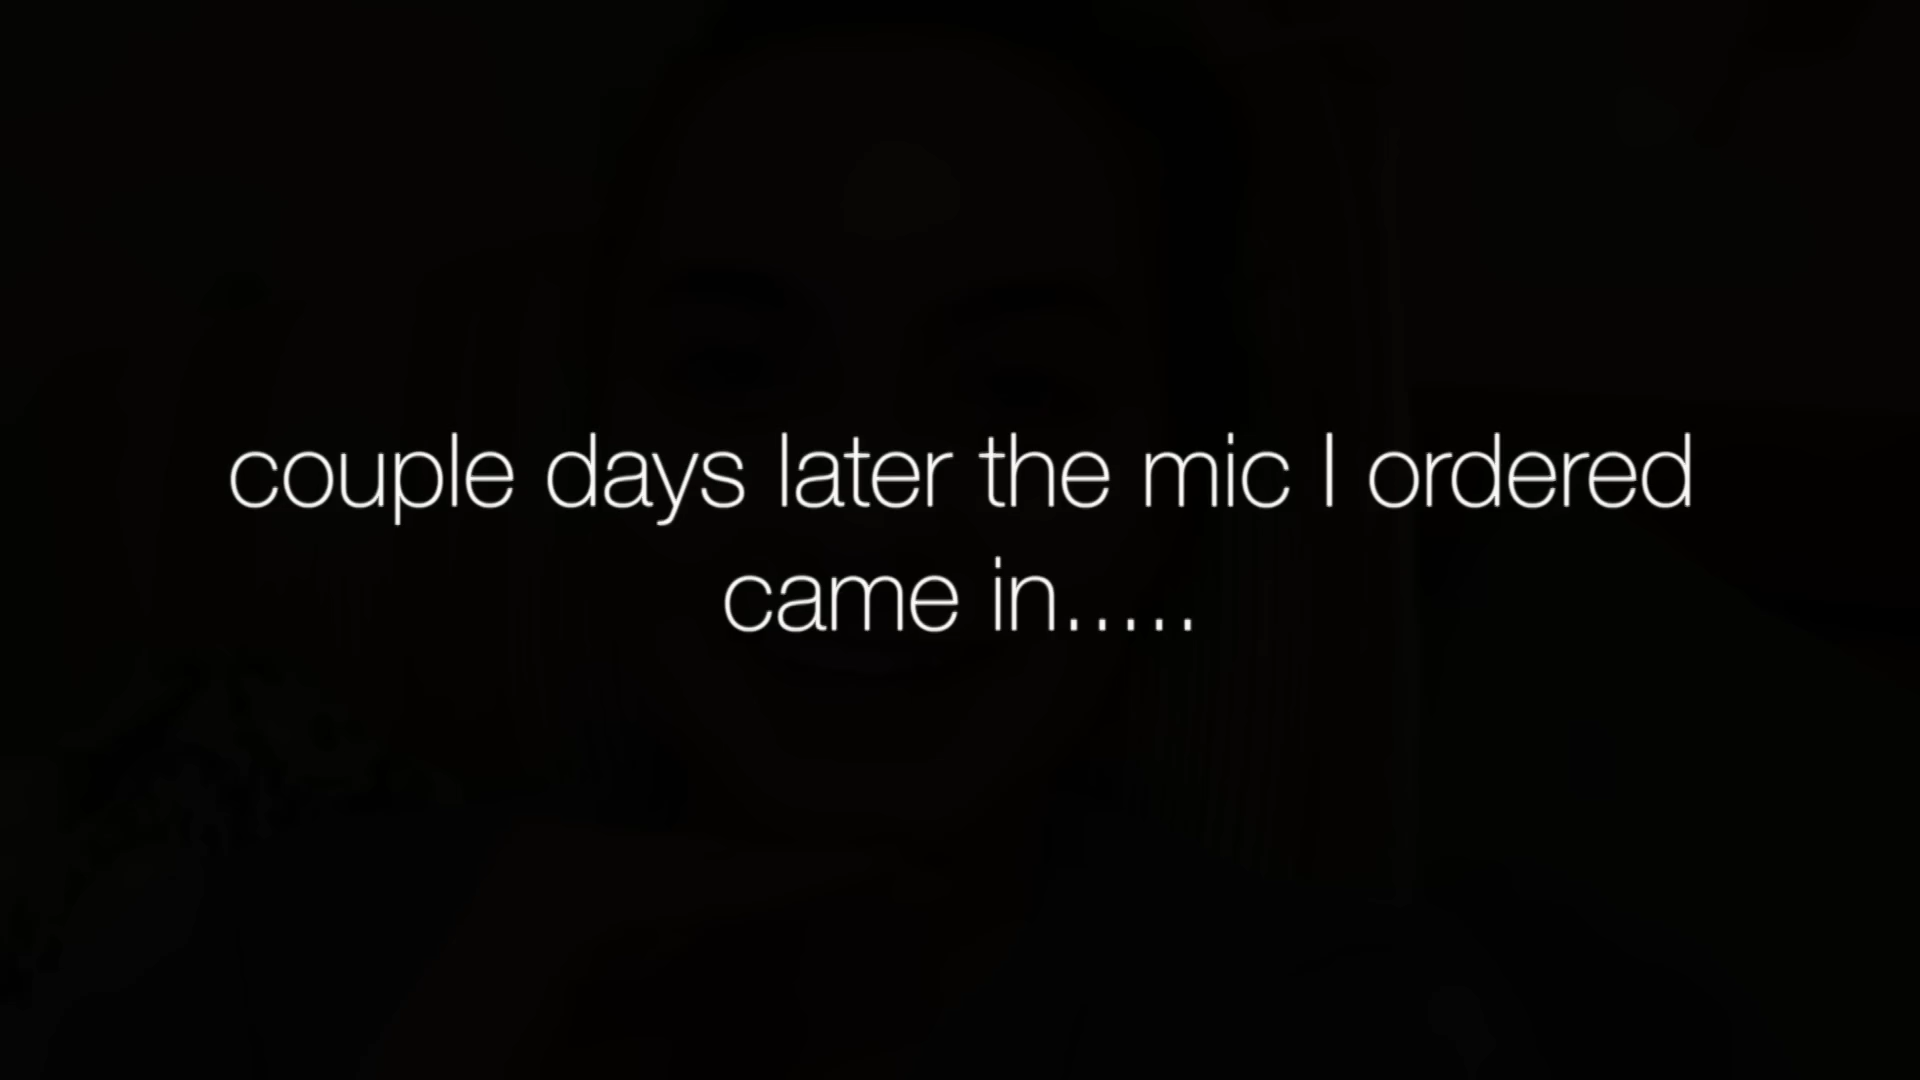 couple days later the mic I ordered
came in.....